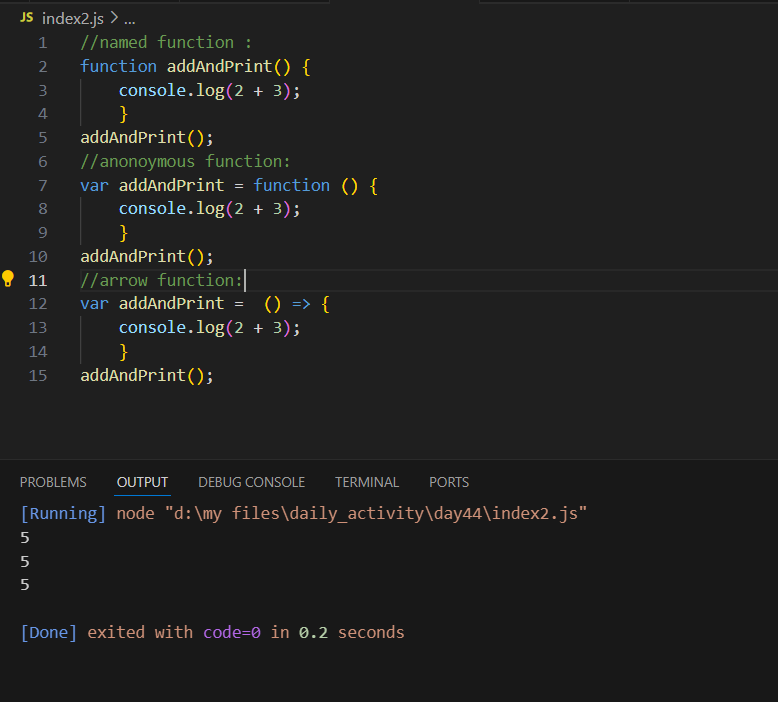 JS index2.js > ...
1 //named function :
2 function addAndPrint() {
3 console.log(2 + 3);
4 }
5 addAndPrint();
6 //anonoymous function:
7 var addAndPrint = function () {
8 console.log(2 + 3);
9 }
10 addAndPrint();
11 //arrow function:
12 var addAndPrint =  () => {
13 console.log(2 + 3);
14 }
15 addAndPrint();
PROBLEMS OUTPUT DEBUG CONSOLE TERMINAL PORTS
[Running] node "d:\my files\daily_activity\day44\index2.js"
5
5
5
[Done] exited with code=0 in 0.2 seconds